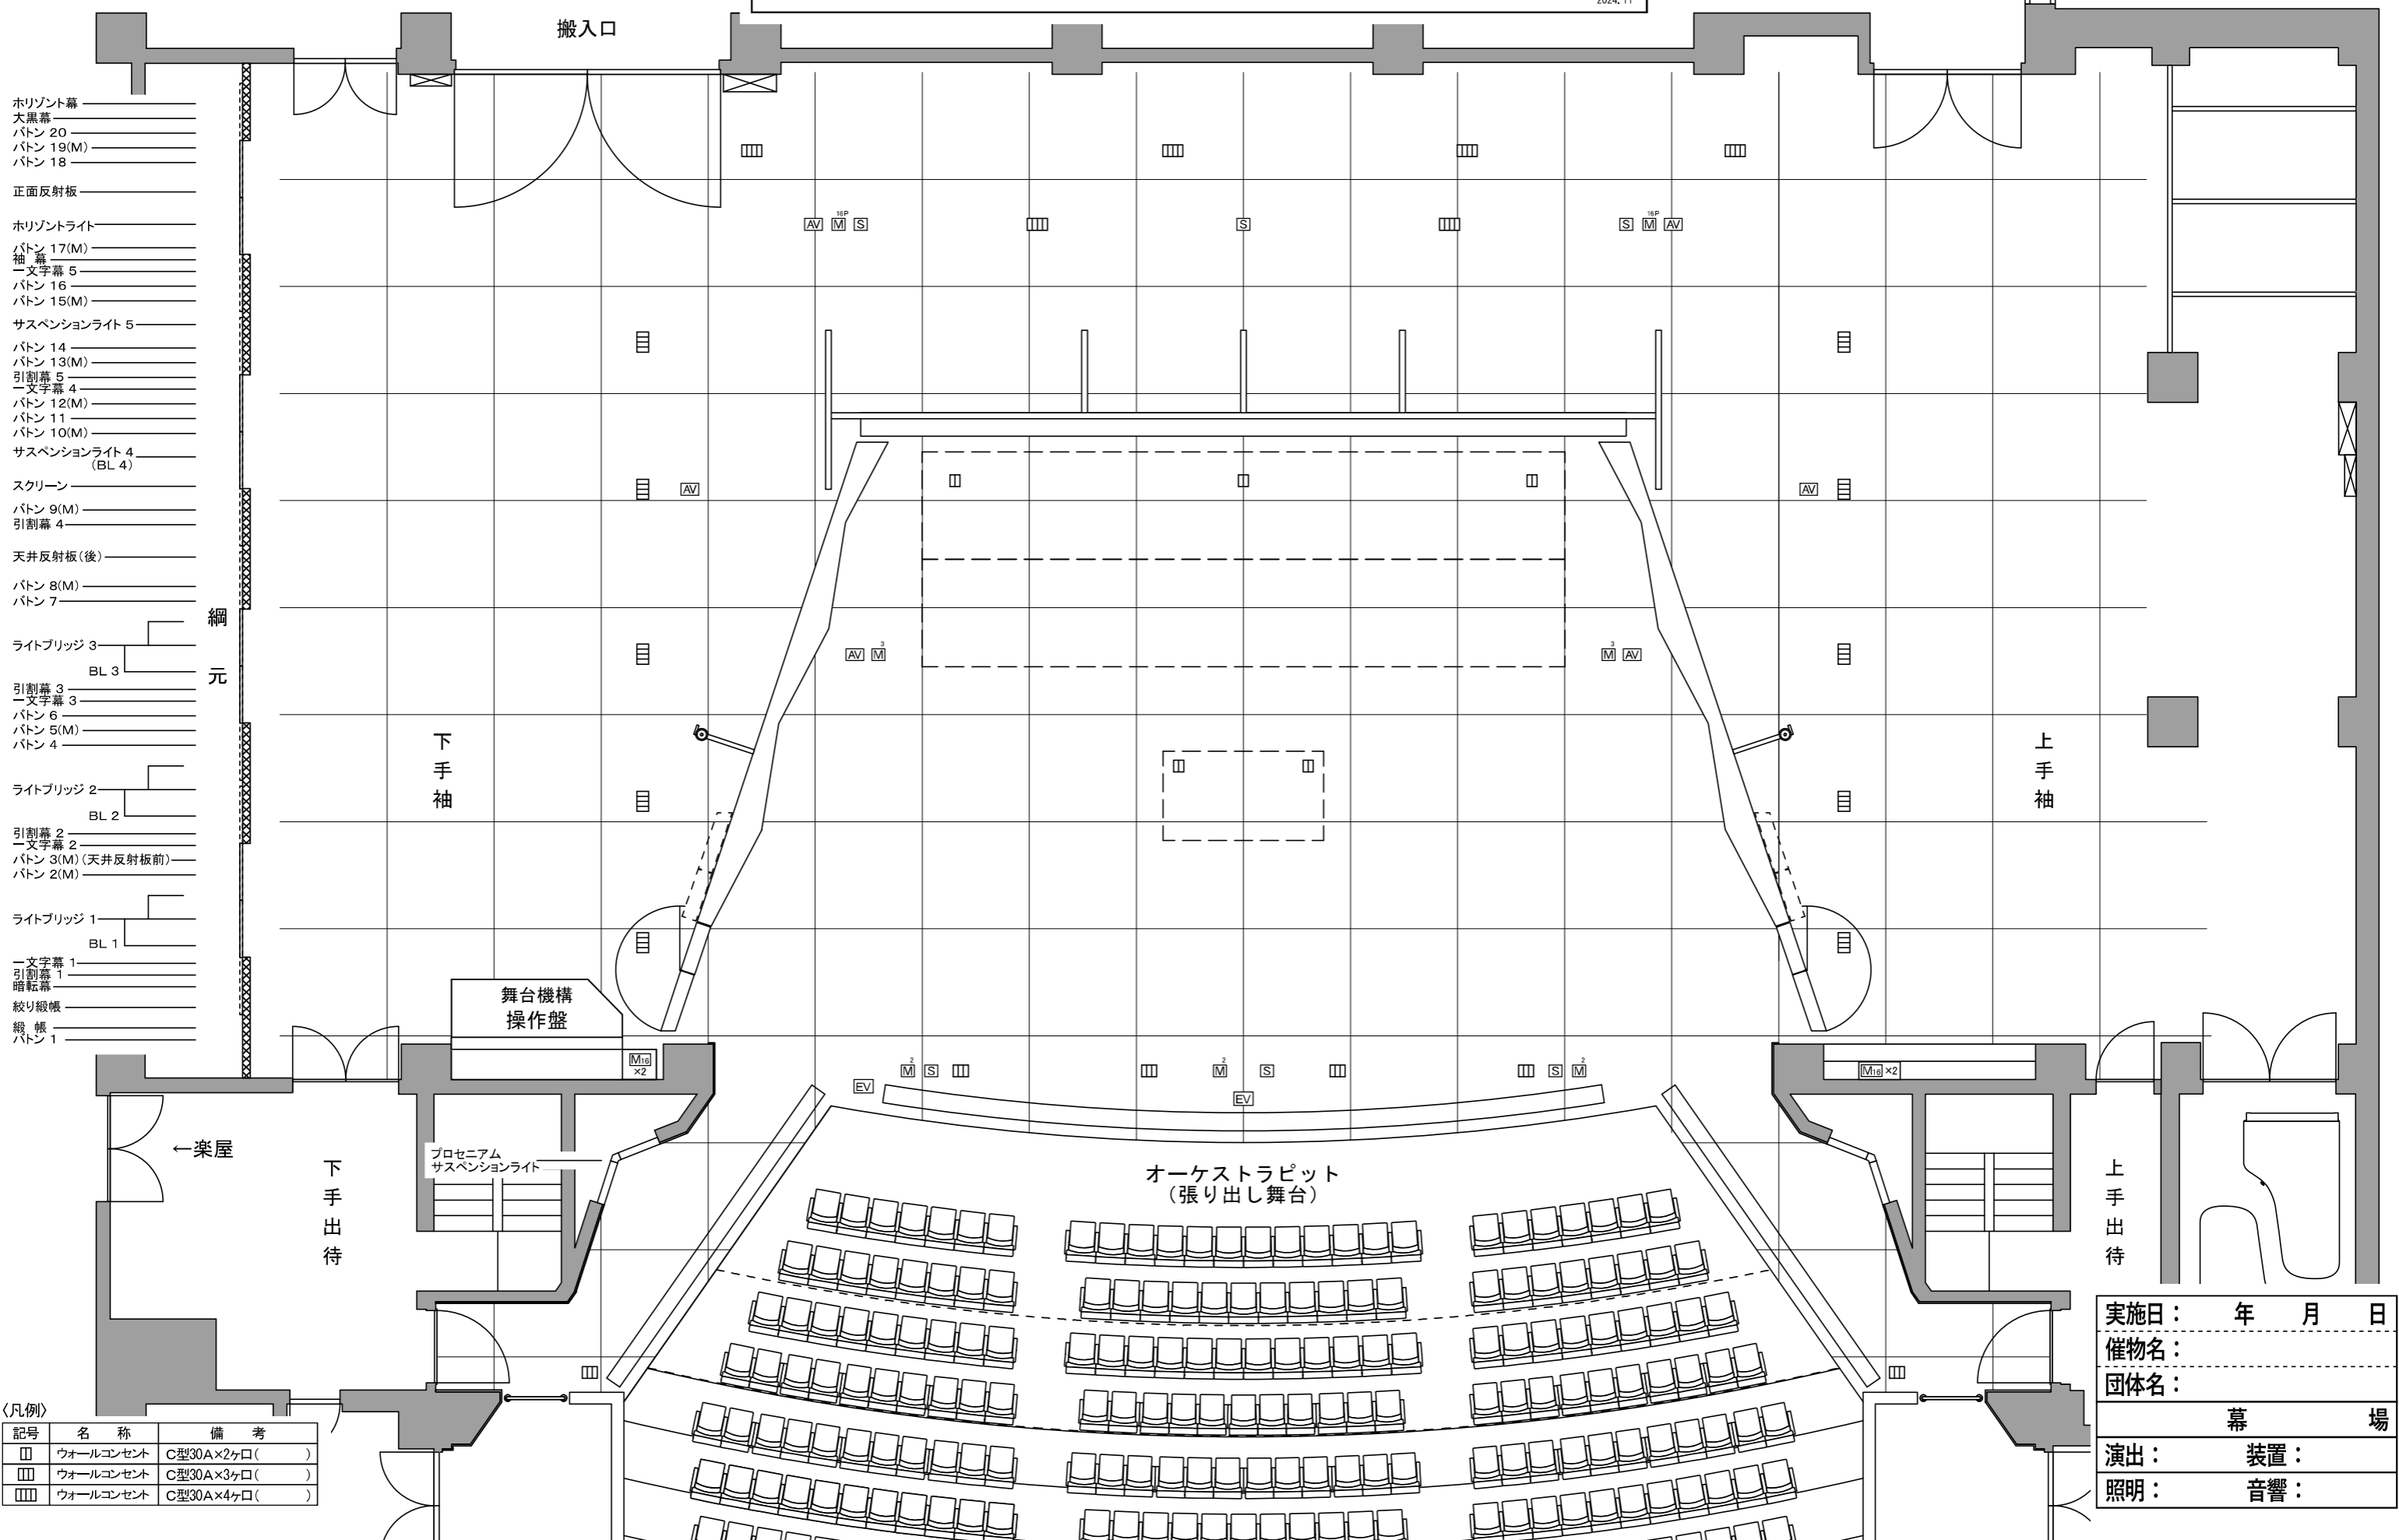 2024. 11
搬入口
ホリゾント幕
大黒幕
バトン 20
バトン 19(M)
バトン 18
正面反射板
ホリゾントライト
バトン 17(M)
袖 幕
一文字幕 5
バトン 16
バトン 15(M)
サスペンションライト 5
バトン 14
バトン 13(M)
引割幕 5
一文字幕 4
バトン 12(M)
バトン 11
バトン 10(M)
サスペンションライト 4
(BL 4)
スクリーン
バトン 9(M)
引割幕 4
天井反射板(後)
バトン 8(M)
バトン 7
ライトブリッジ 3
BL 3
引割幕 3
一文字幕 3
バトン 6
バトン 5(M)
バトン 4
ライトブリッジ 2
BL 2
引割幕 2
一文字幕 2
バトン 3(M)(天井反射板前)
バトン 2(M)
ライトブリッジ 1
BL 1
一文字幕 1
引割幕 1
暗転幕
絞り緞帳
緞 帳
バトン 1
綱元
16P 16P
AV M S S S M AV
AV AV
3 3
AV M M AV
下手袖
上手袖
舞台機構
操作盤
M16
×2
M16 ×2
2 2 2
M S M S S M
EV EV
←楽屋
下手出待
プロセニアム
サスペンションライト
オーケストラピット
(張り出し舞台)
上手出待
〈凡例〉
記号 名 称 備 考
ウォールコンセント C型30A×2ヶ口( )
ウォールコンセント C型30A×3ヶ口( )
ウォールコンセント C型30A×4ヶ口( )
実施日: 年 月 日
催物名:
団体名:
幕 場
演出: 装置:
照明: 音響: